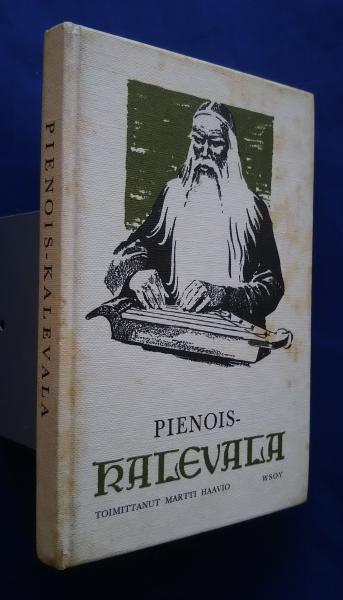 PIENOIS-KALEVALA
PIENOIS-
KALEVALA
TOIMITTANUT MARTTI HAAVIO WSOY